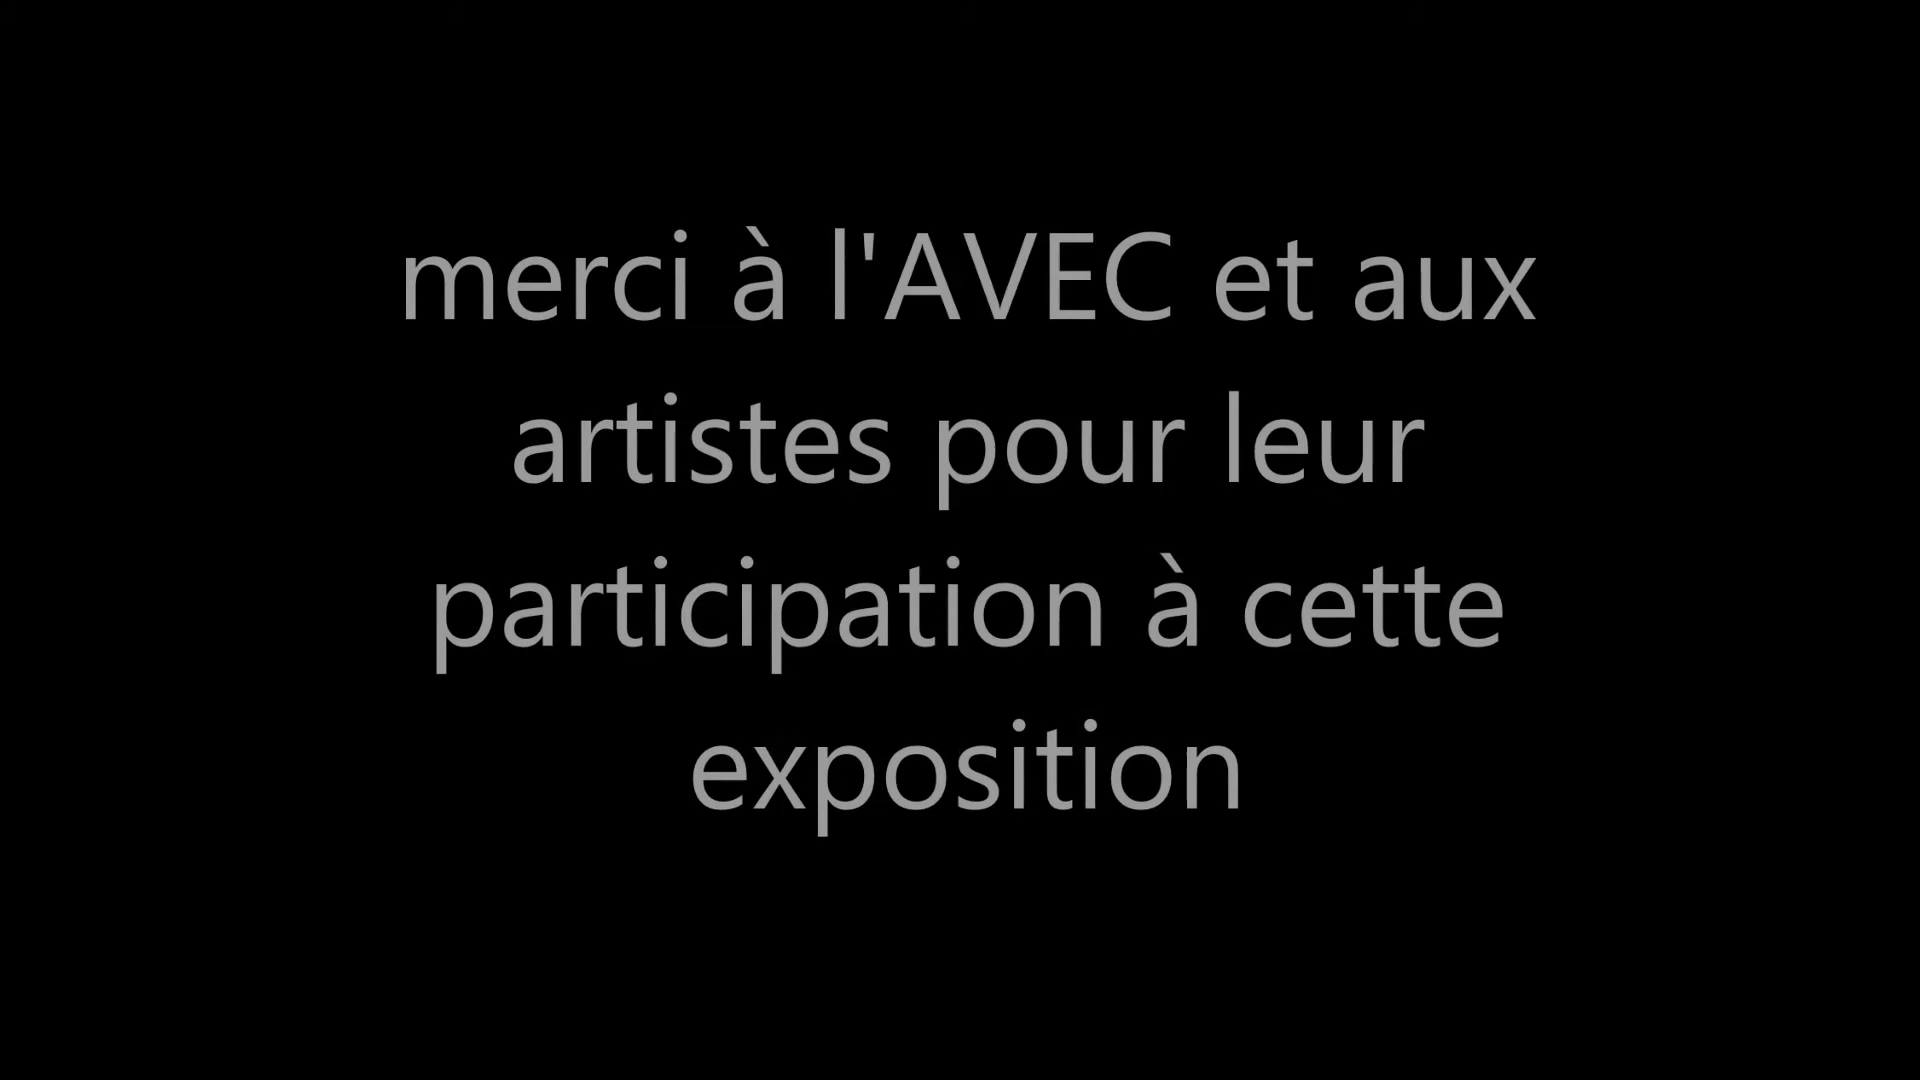 merci à l'AVEC et aux
artistes pour leur
participation à cette
exposition